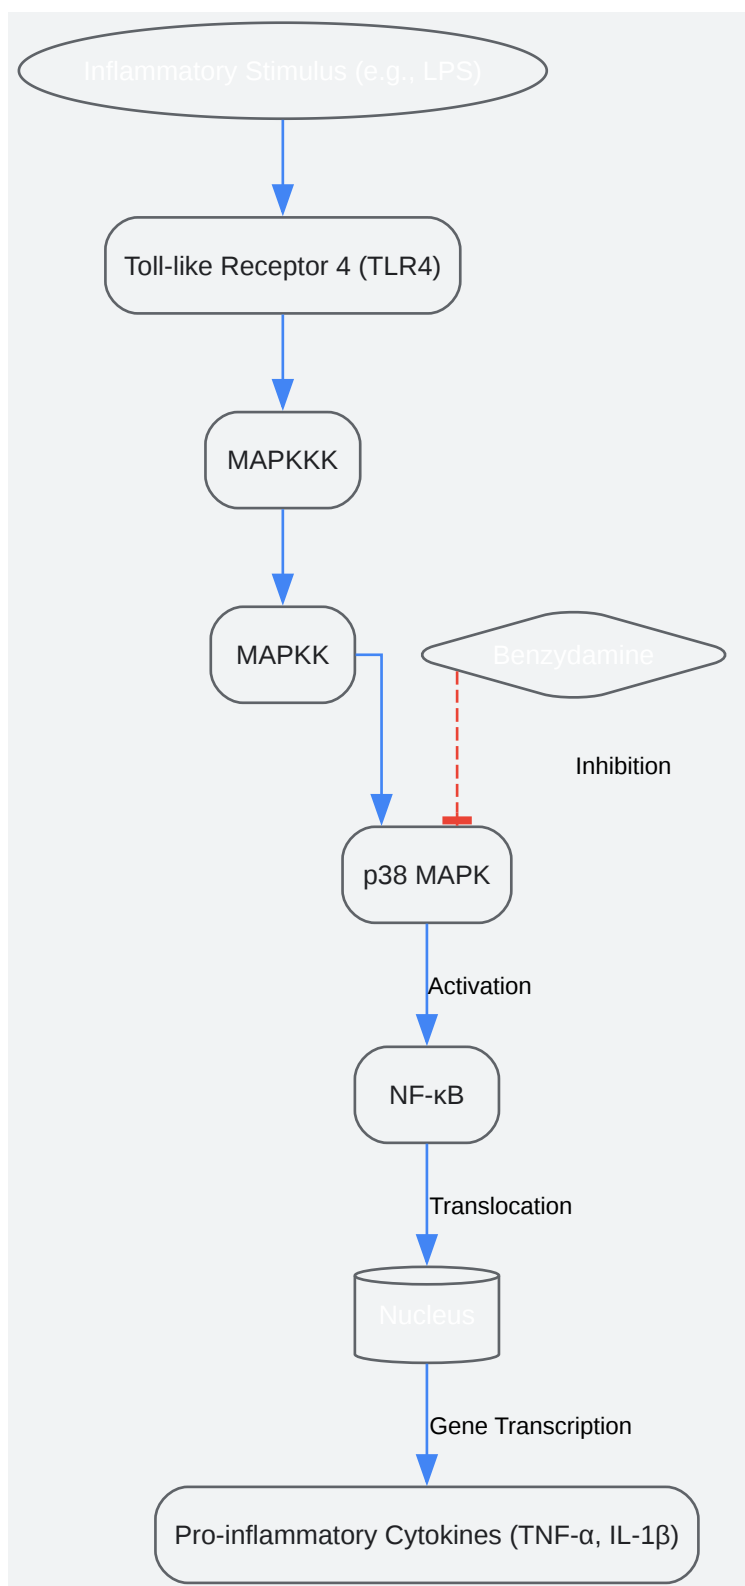 Inflammatory Stimulus (e.g., LPS)
Toll-like Receptor 4 (TLR4)
MAPKKK
MAPKK
Benzydamine
Inhibition
p38 MAPK
Activation
NF-κB
Translocation
Nucleus
Gene Transcription
Pro-inflammatory Cytokines (TNF-α, IL-1β)